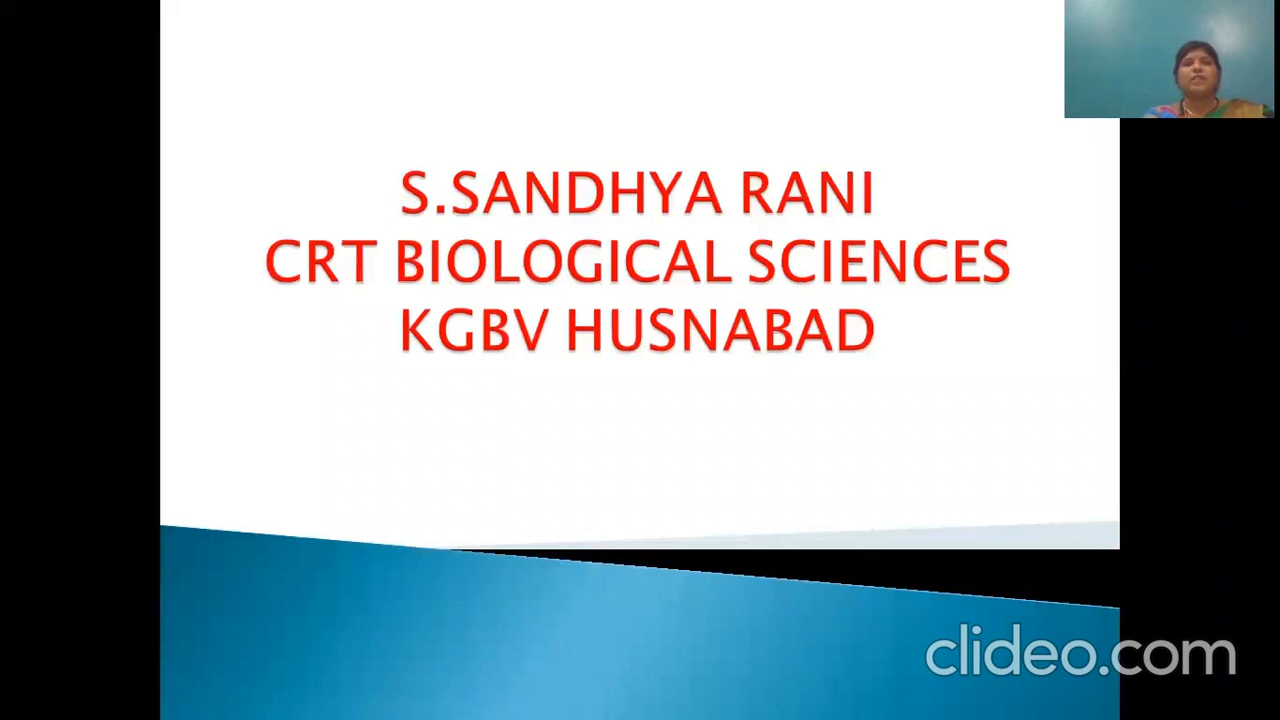 S.SANDHYA RANI
CRT BIOLOGICAL SCIENCES
KGBV HUSNABAD
clideo.com